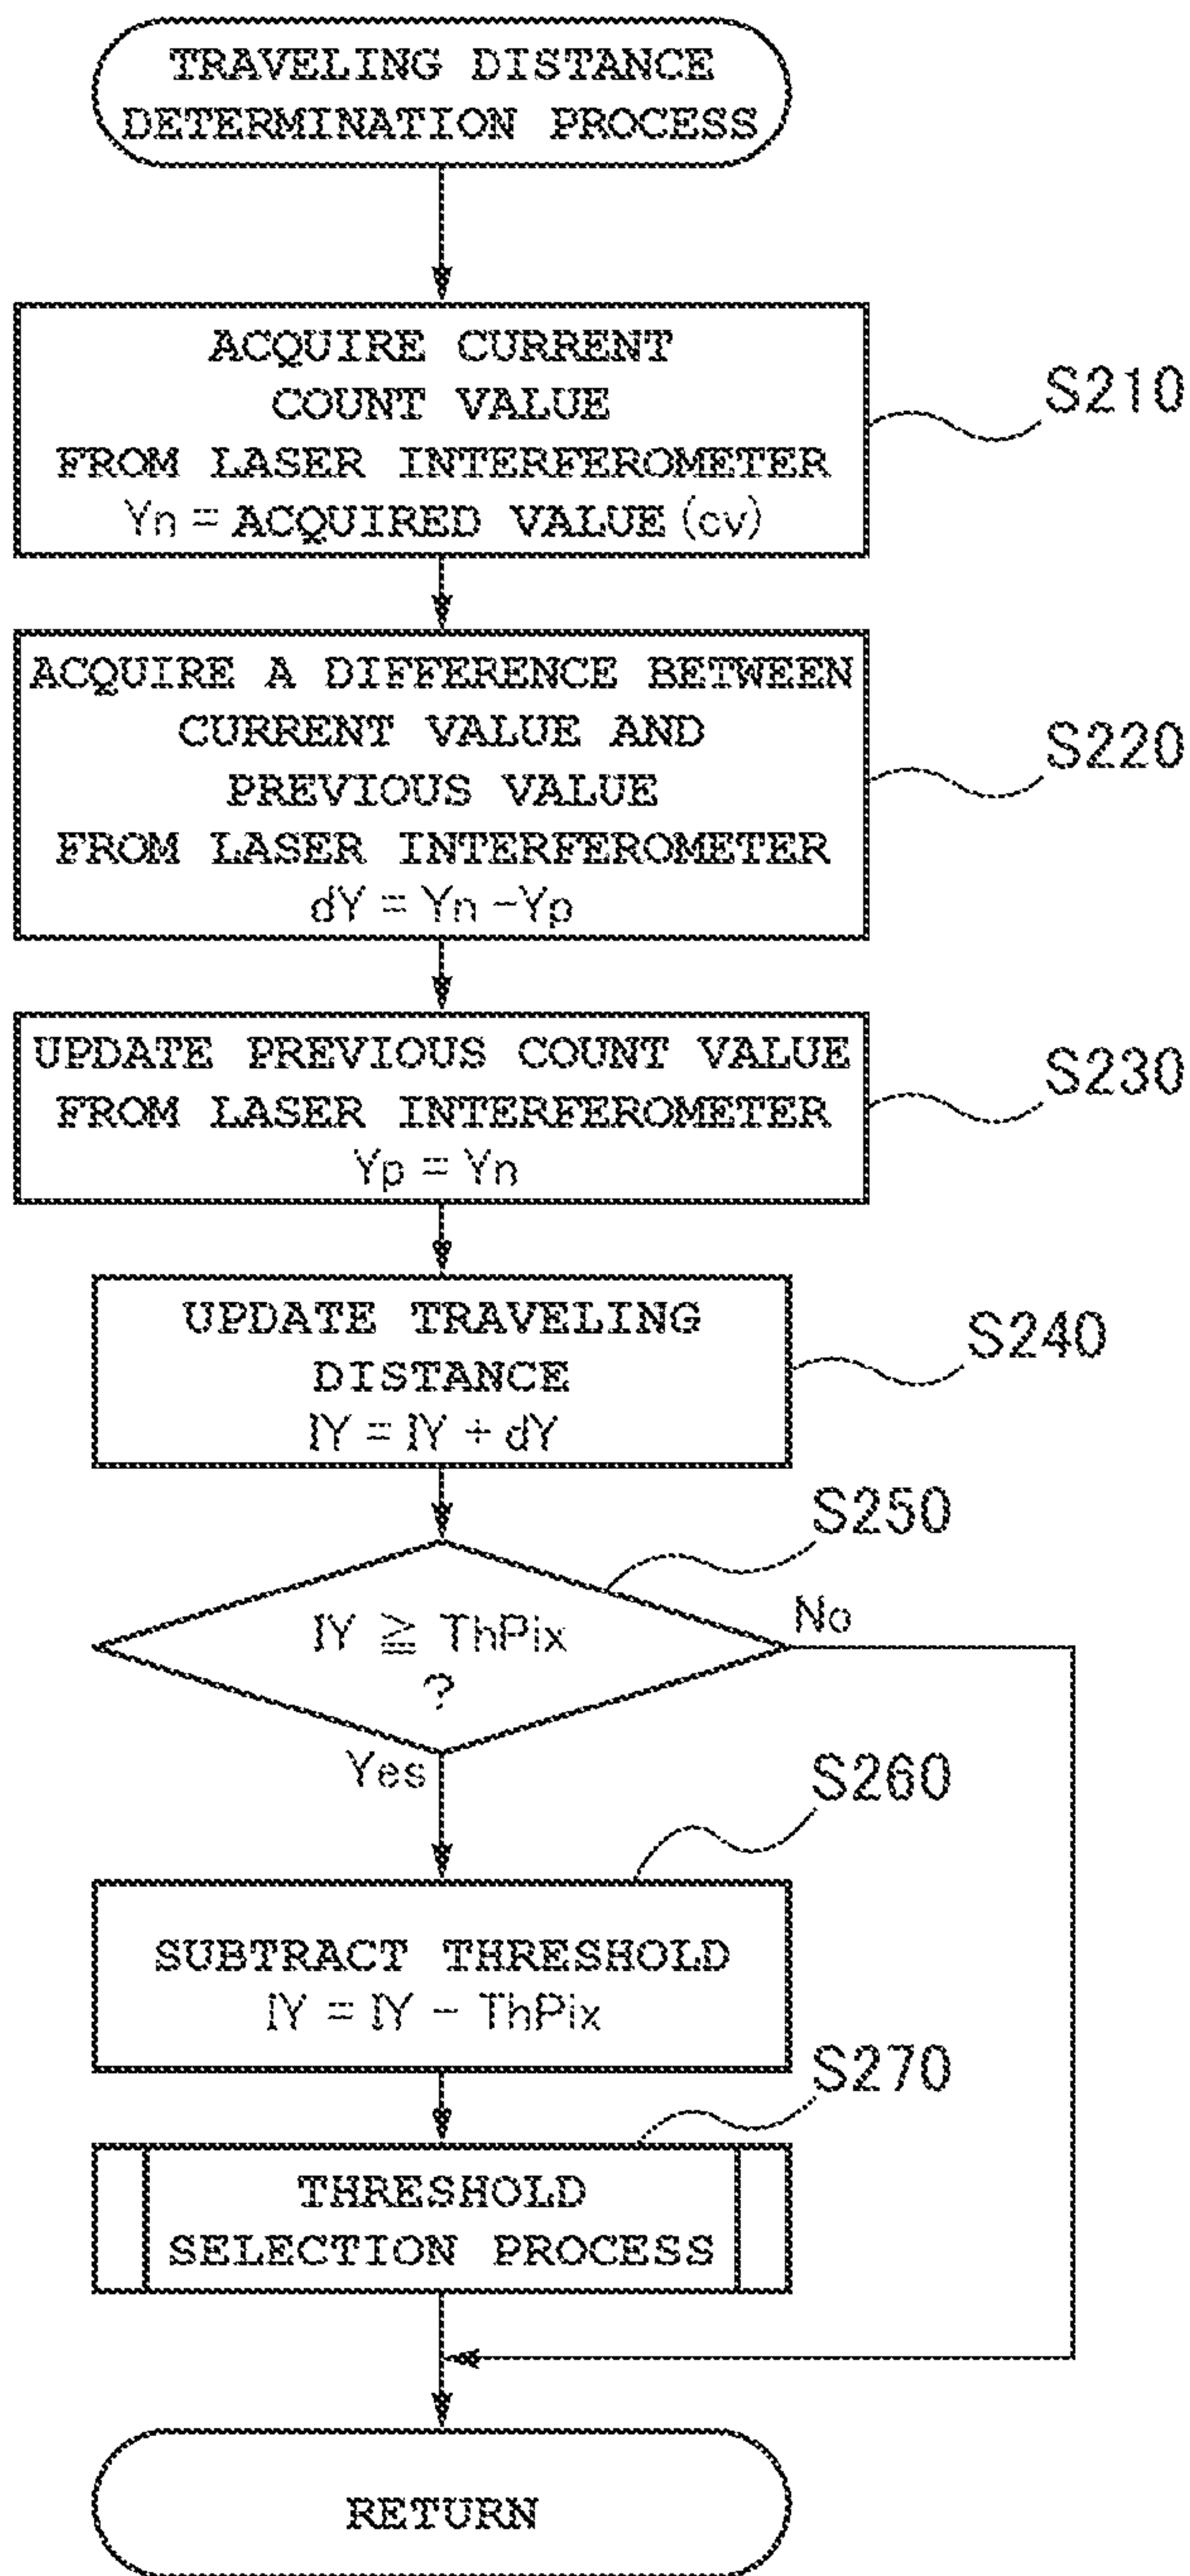 TRAVELING DISTANCE
DETERMINATION PROCESS
ACQUIRE CURRENT
COUNT VALUE
FROM LASER INTERFEROMETER
Yn = ACQUIRED VALUE (cv)
S210
ACQUIRE A DIFFERENCE BETWEEN
CURRENT VALUE AND
PREVIOUS VALUE
FROM LASER INTERFEROMETER
dY = Yn -Yp
S220
UPDATE PREVIOUS COUNT VALUE
FROM LASER INTERFEROMETER
Yp = Yn
S230
UPDATE TRAVELING
DISTANCE
IY = IY + dY
S240
S250
IY ≧ ThPix
?
No
Yes
S260
SUBTRACT THRESHOLD
IY = IY - ThPix
S270
THRESHOLD
SELECTION PROCESS
RETURN